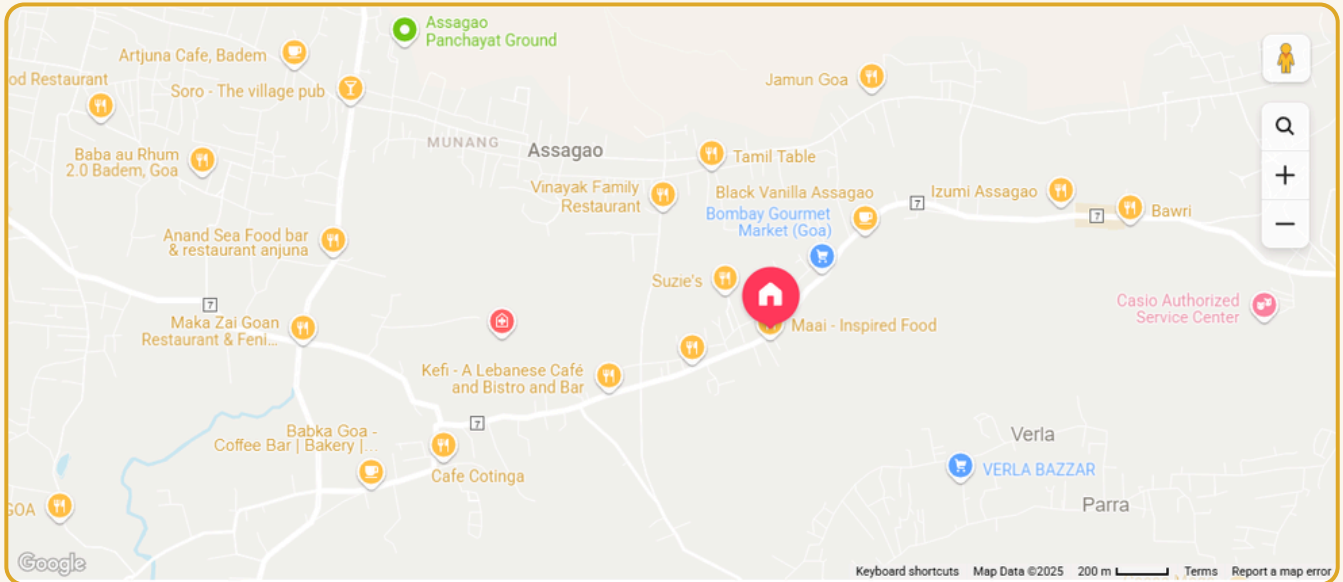 Assagao
Panchayat Ground
Artjuna Cafe, Badem
od Restaurant
Soro - The village pub
Jamun Goa
MUNANG
Assagao
Baba au Rhum
2.0 Badem, Goa
Tamil Table
Vinayak Family
Restaurant
Black Vanilla Assagao
Izumi Assagao
7
7
Bawri
Bombay Gourmet
Market (Goa)
Anand Sea Food bar
& restaurant anjuna
Suzie's
7
Casio Authorized
Service Center
Maka Zai Goan
Restaurant & Feni...
Maai - Inspired Food
Kefi - A Lebanese Café
and Bistro and Bar
7
Babka Goa -
Coffee Bar | Bakery |...
Cafe Cotinga
Verla
VERLA BAZZAR
Parra
GOA
Google
Keyboard shortcuts
Map Data ©2025
200 m
Terms
Report a map error